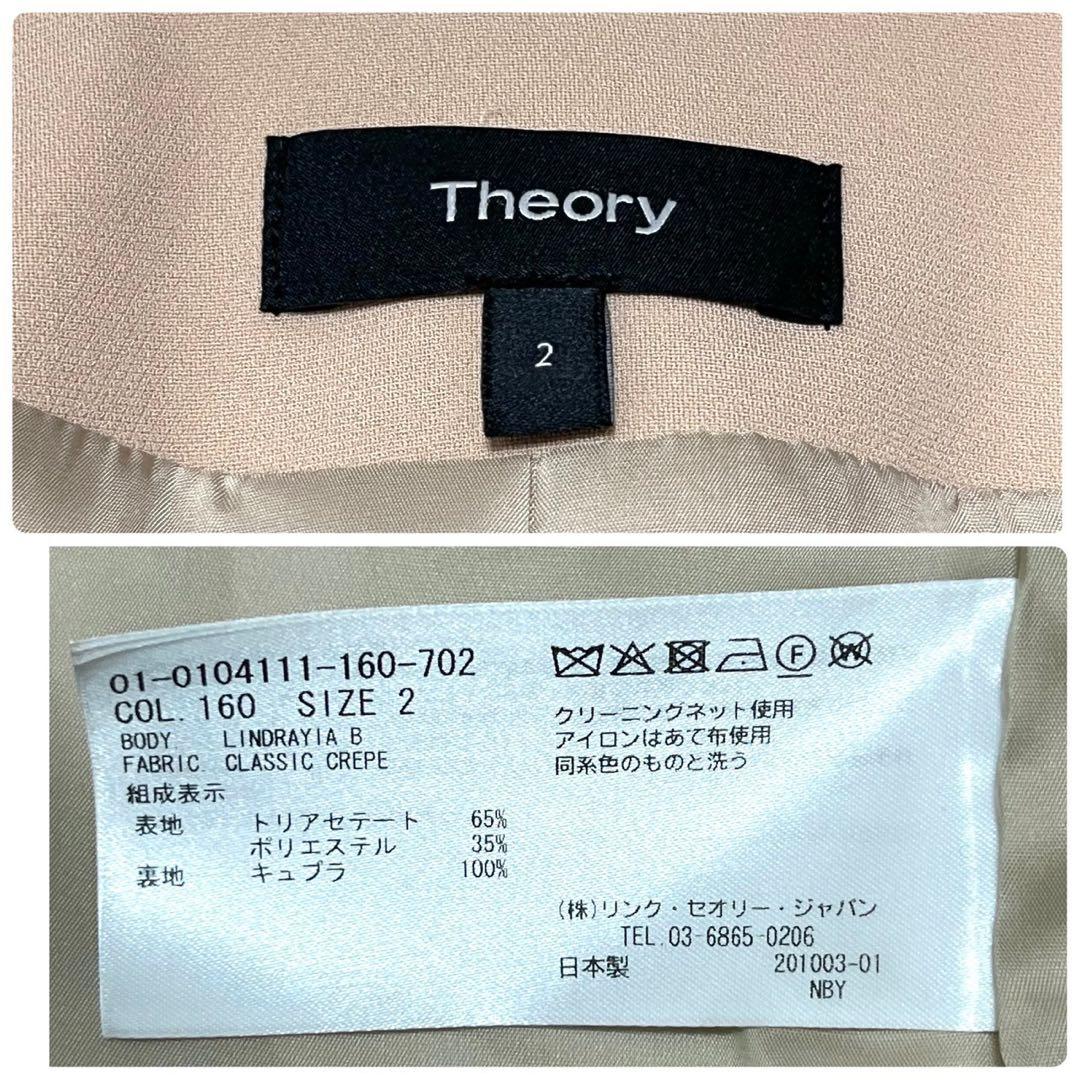 Theory
2
01-0104111-160-702
COL. 160 SIZE 2
BODY LINDRAYIA B
FABRIC CLASSIC CREPE
組成表示
表地 トリアセテート 65%
ポリエステル 35%
裏地 キュプラ 100%
F
W
クリーニングネット使用
アイロンはあて布使用
同系色のものと洗う
(株)リンク・セオリー・ジャパン
TEL.03-6865-0206
日本製 201003-01
NBY